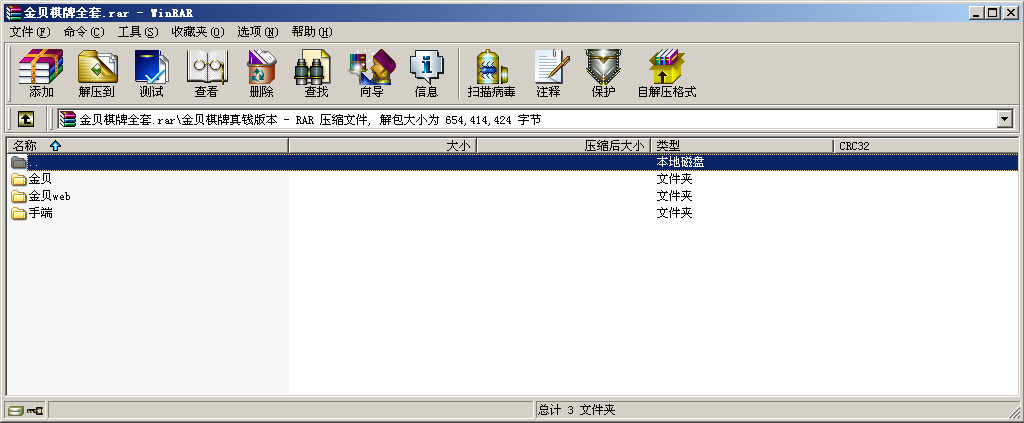 金贝棋牌全套.rar - WinRAR
文件(F) 命令(C) 工具(S) 收藏夹(O) 选项(N) 帮助(H)
添加 解压到 测试 查看 删除 查找 向导 信息 扫描病毒 注释 保护 自解压格式
金贝棋牌全套.rar\金贝棋牌真钱版本 - RAR 压缩文件, 解包大小为 654,414,424 字节
名称 大小 压缩后大小 类型 CRC32
.. 本地磁盘
金贝 文件夹
金贝web 文件夹
手端 文件夹
总计 3 文件夹